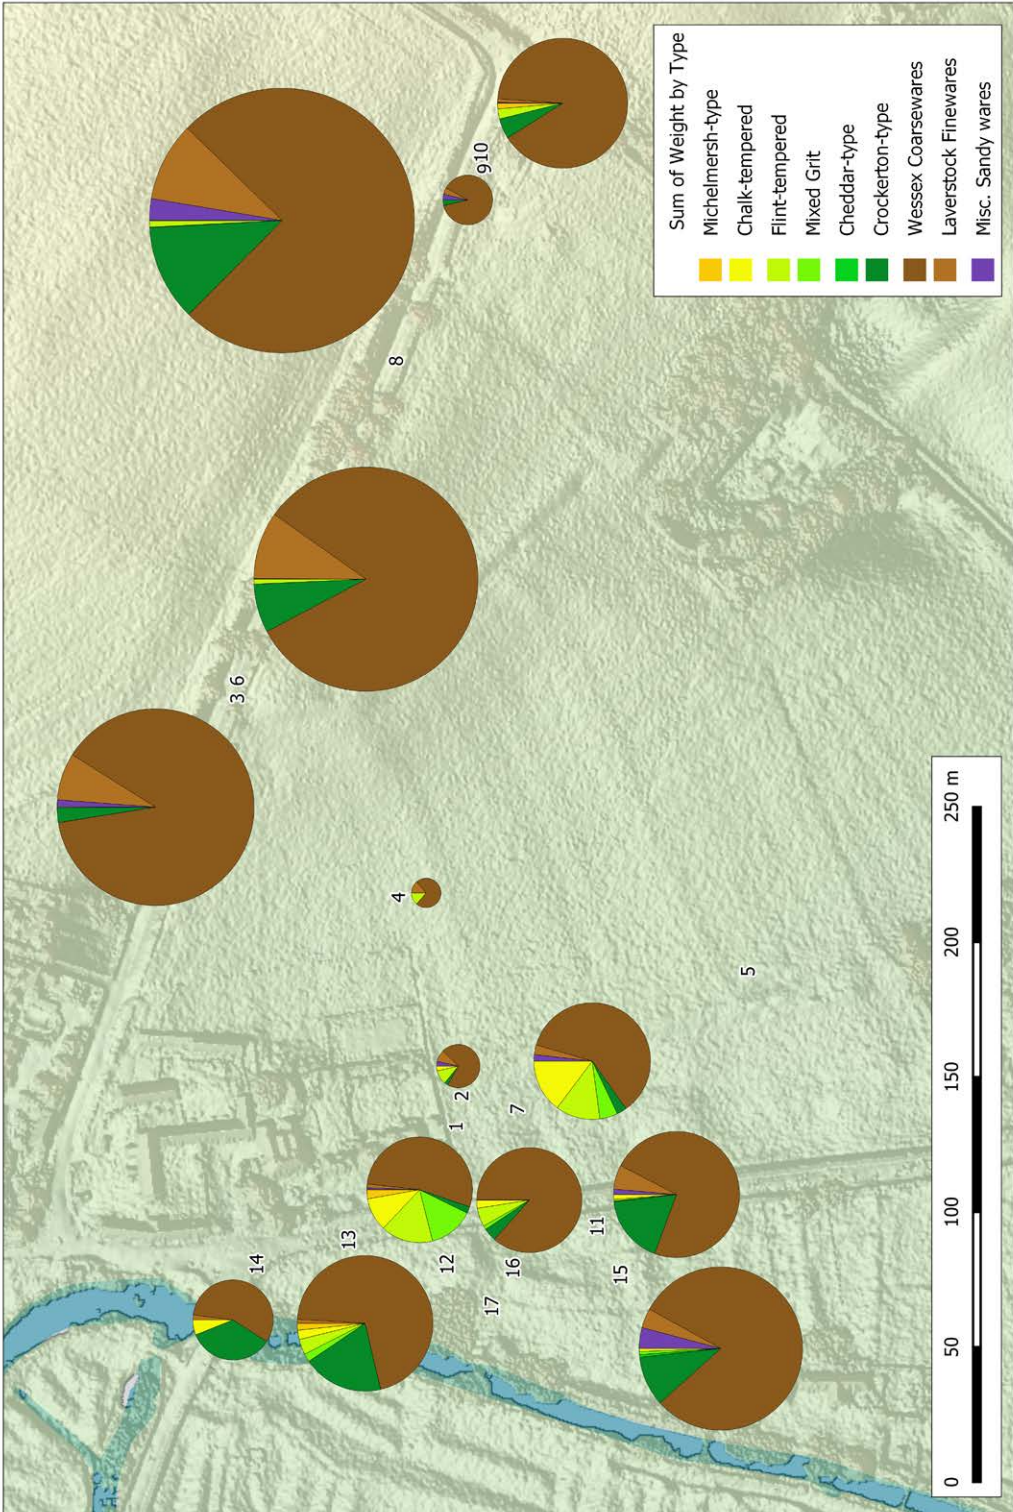 8
9
10
3
6
4
5
2
1
7
13
14
12
16
11
17
15
Sum of Weight by Type
Michelmersh-type
Chalk-tempered
Flint-tempered
Mixed Grit
Cheddar-type
Crockerton-type
Wessex Coarsewares
Laverstock Finewares
Misc. Sandy wares
0 50 100 150 200 250 m